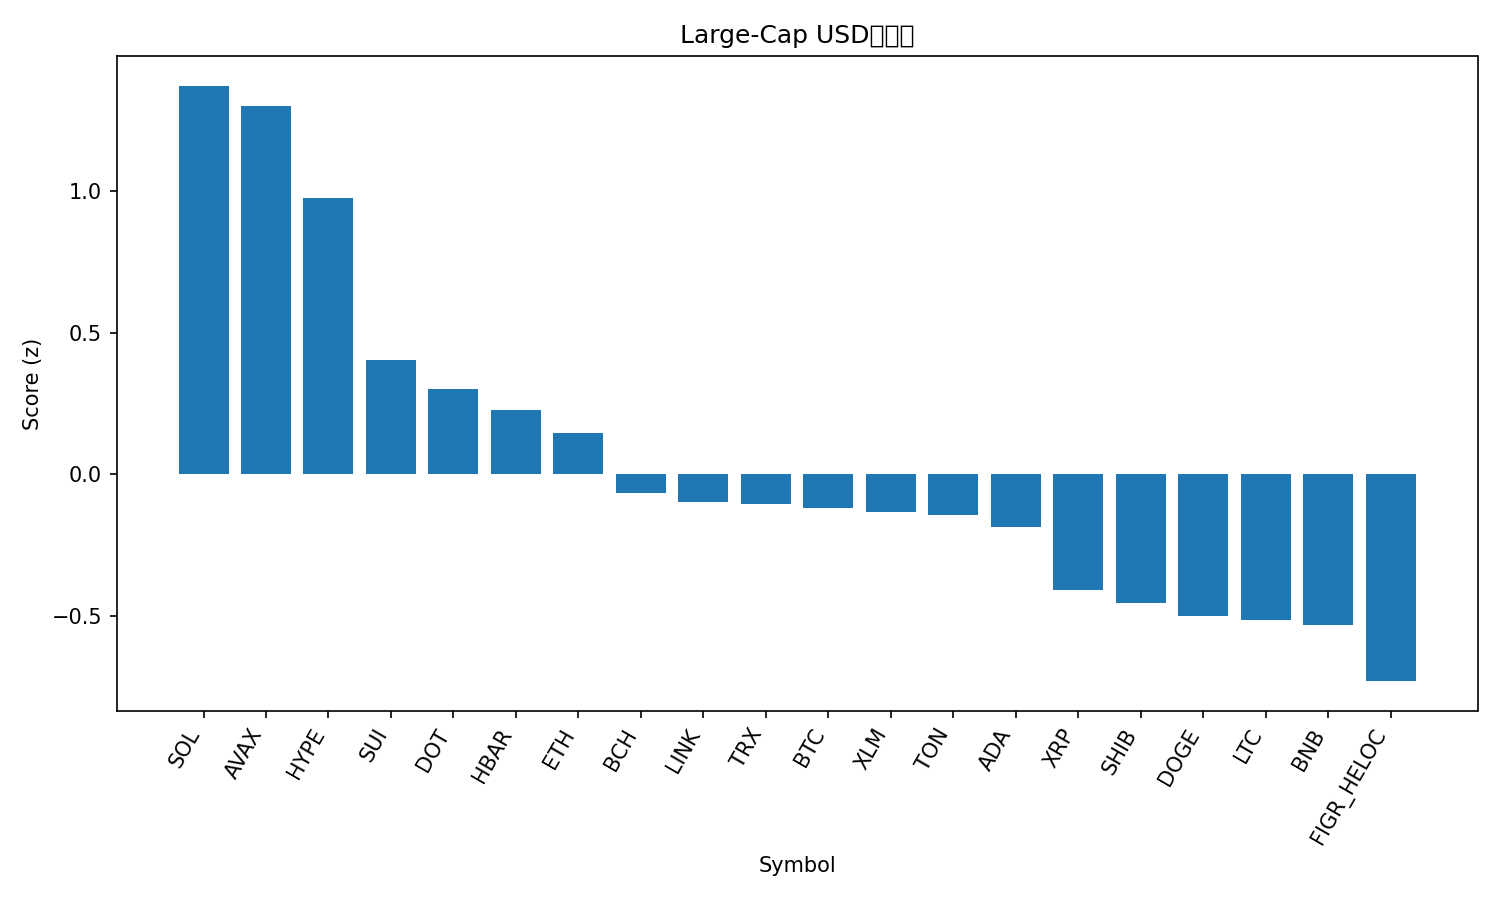 Large-Cap USD
Score (z)
1.0
0.5
0.0
−0.5
SOL
AVAX
HYPE
SUI
DOT
HBAR
ETH
BCH
LINK
TRX
BTC
XLM
TON
ADA
XRP
SHIB
DOGE
LTC
BNB
FIGR_HELOC
Symbol